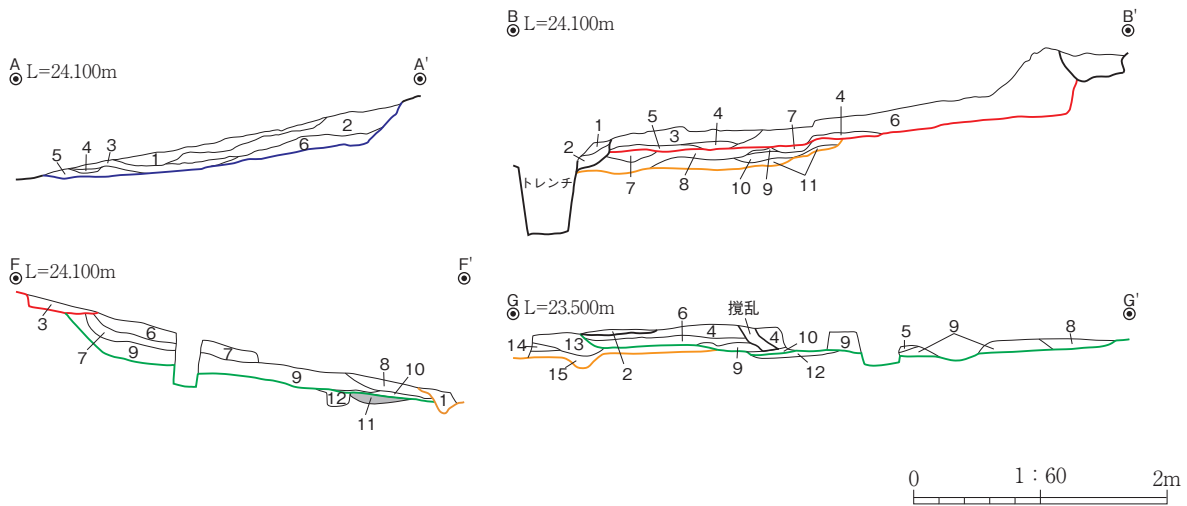 A L=24.100m A'
5 4 3 1 6 2
B L=24.100m B'
1 2 5 3 4 7 4 6
トレンチ 7 8 10 9 11
F L=24.100m F'
3 7 6 9 7 9 8 10 12 11 1
G L=23.500m G'
撹乱
14 13 6 4 4 10 9 5 9 8
15 2 9 12
0 1：60 2m